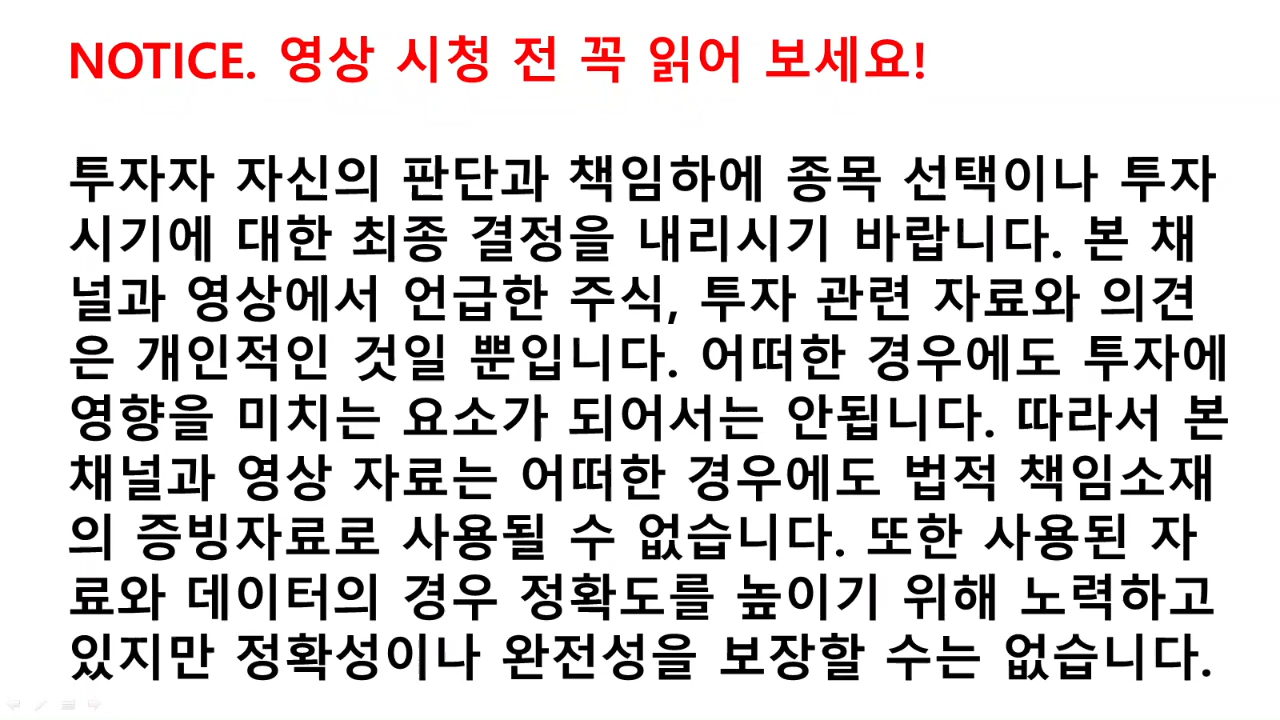 NOTICE. 영상 시청 전 꼭 읽어 보세요!
투자자 자신의 판단과 책임하에 종목 선택이나 투자
시기에 대한 최종 결정을 내리시기 바랍니다. 본 채
널과 영상에서 언급한 주식, 투자 관련 자료와 의견
은 개인적인 것일 뿐입니다. 어떠한 경우에도 투자에
영향을 미치는 요소가 되어서는 안됩니다. 따라서 본
채널과 영상 자료는 어떠한 경우에도 법적 책임소재
의 증빙자료로 사용될 수 없습니다. 또한 사용된 자
료와 데이터의 경우 정확도를 높이기 위해 노력하고
있지만 정확성이나 완전성을 보장할 수는 없습니다.